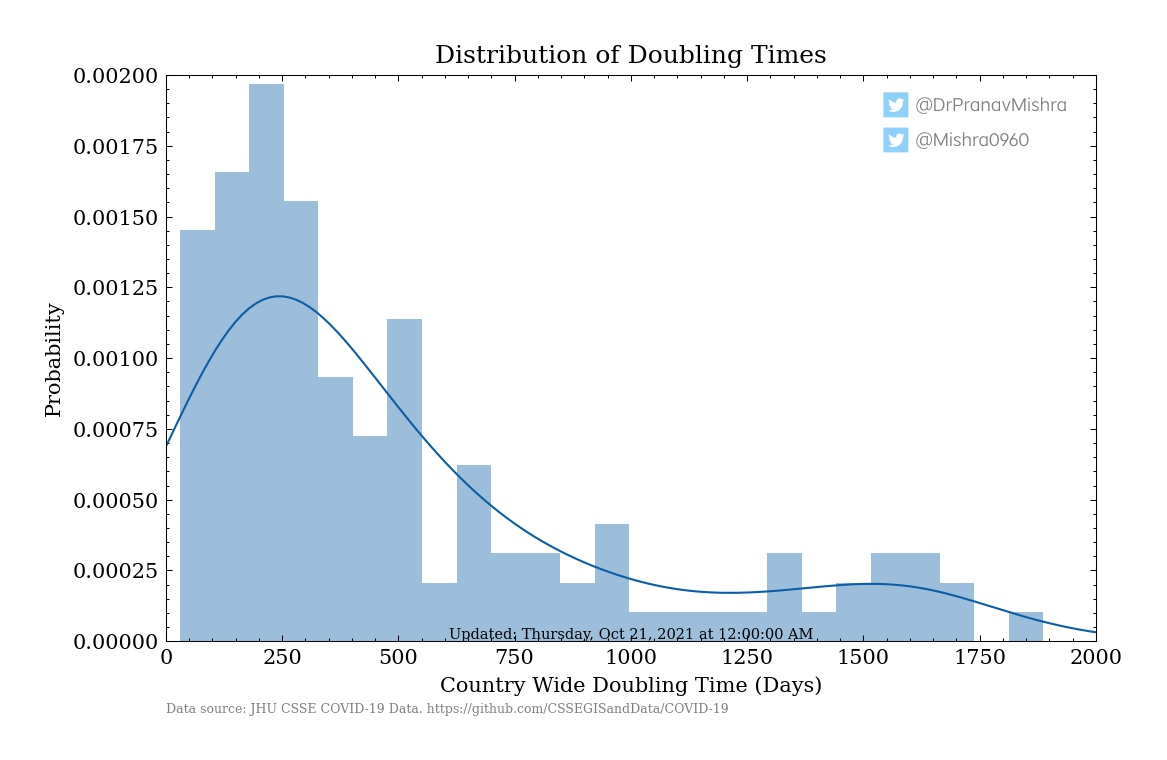 Distribution of Doubling Times
0.00200
0.00175
0.00150
0.00125
0.00100
0.00075
0.00050
0.00025
0.00000
Probability
@DrPranavMishra
@Mishra0960
Updated: Thursday, Oct 21, 2021 at 12:00:00 AM
0 250 500 750 1000 1250 1500 1750 2000
Country Wide Doubling Time (Days)
Data source: JHU CSSE COVID-19 Data. https://github.com/CSSEGISandData/COVID-19